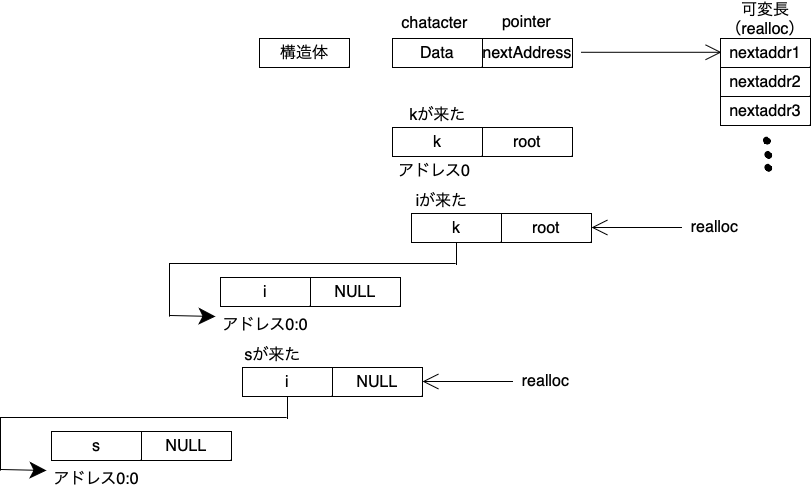 chatacter
pointer
可変長
（realloc）
構造体
Data
nextAddress
nextaddr1
nextaddr2
nextaddr3
kが来た
k
root
アドレス0
iが来た
k
root
realloc
i
NULL
アドレス0:0
sが来た
i
NULL
realloc
s
NULL
アドレス0:0